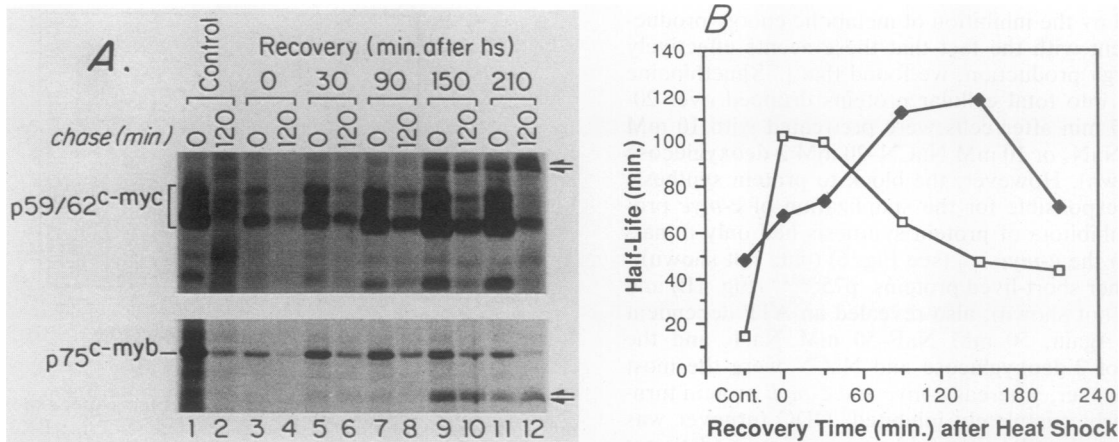 A.
Control
Recovery (min. after hs)
0 30 90 150 210
chase (min) 0 120 0 120 0 120 0 120 0 120 0 120
p59/62c-myc
p75c-myb
1 2 3 4 5 6 7 8 9 10 11 12
B
Half-Life (min.)
140
120
100
80
60
40
20
0
Cont. 0 60 120 180 240
Recovery Time (min.) after Heat Shock